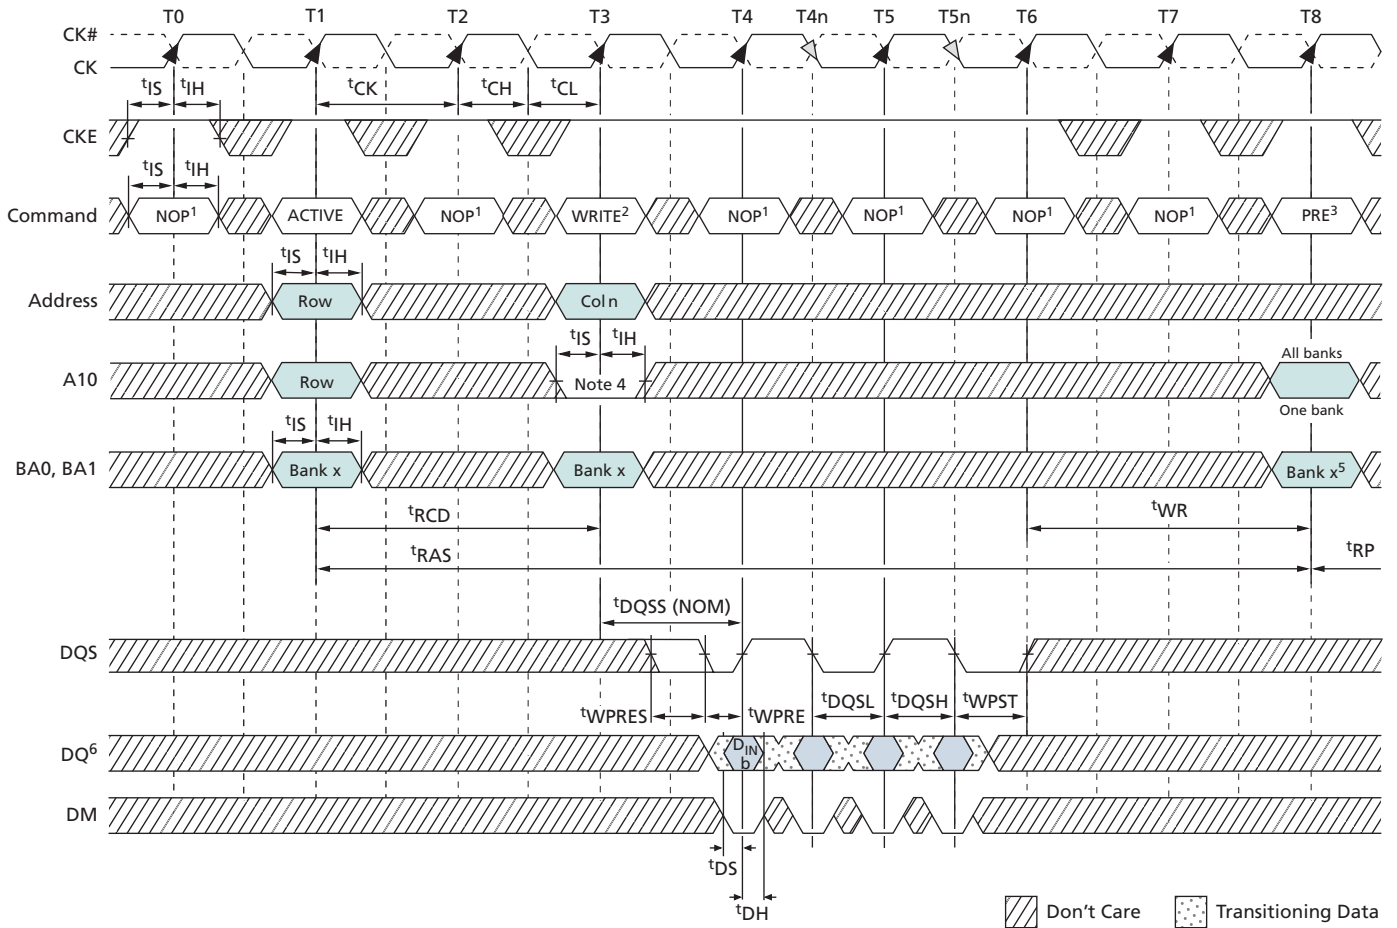 T0 T1 T2 T3 T4 T4n T5 T5n T6 T7 T8
CK#
CK
tIS tIH tCK tCH tCL
CKE
tIS tIH
Command NOP1 ACTIVE NOP1 WRITE2 NOP1 NOP1 NOP1 NOP1 PRE3
tIS tIH
Address Row Col n
tIS tIH
All banks
A10 Row Note 4
One bank
tIS tIH
BA0, BA1 Bank x Bank x Bank x5
tRCD tWR
tRAS tRP
tDQSS (NOM)
DQS
tWPRES tWPRE tDQSL tDQSH tWPST
DQ6 DIN
b
DM
tDS
tDH
Don't Care Transitioning Data